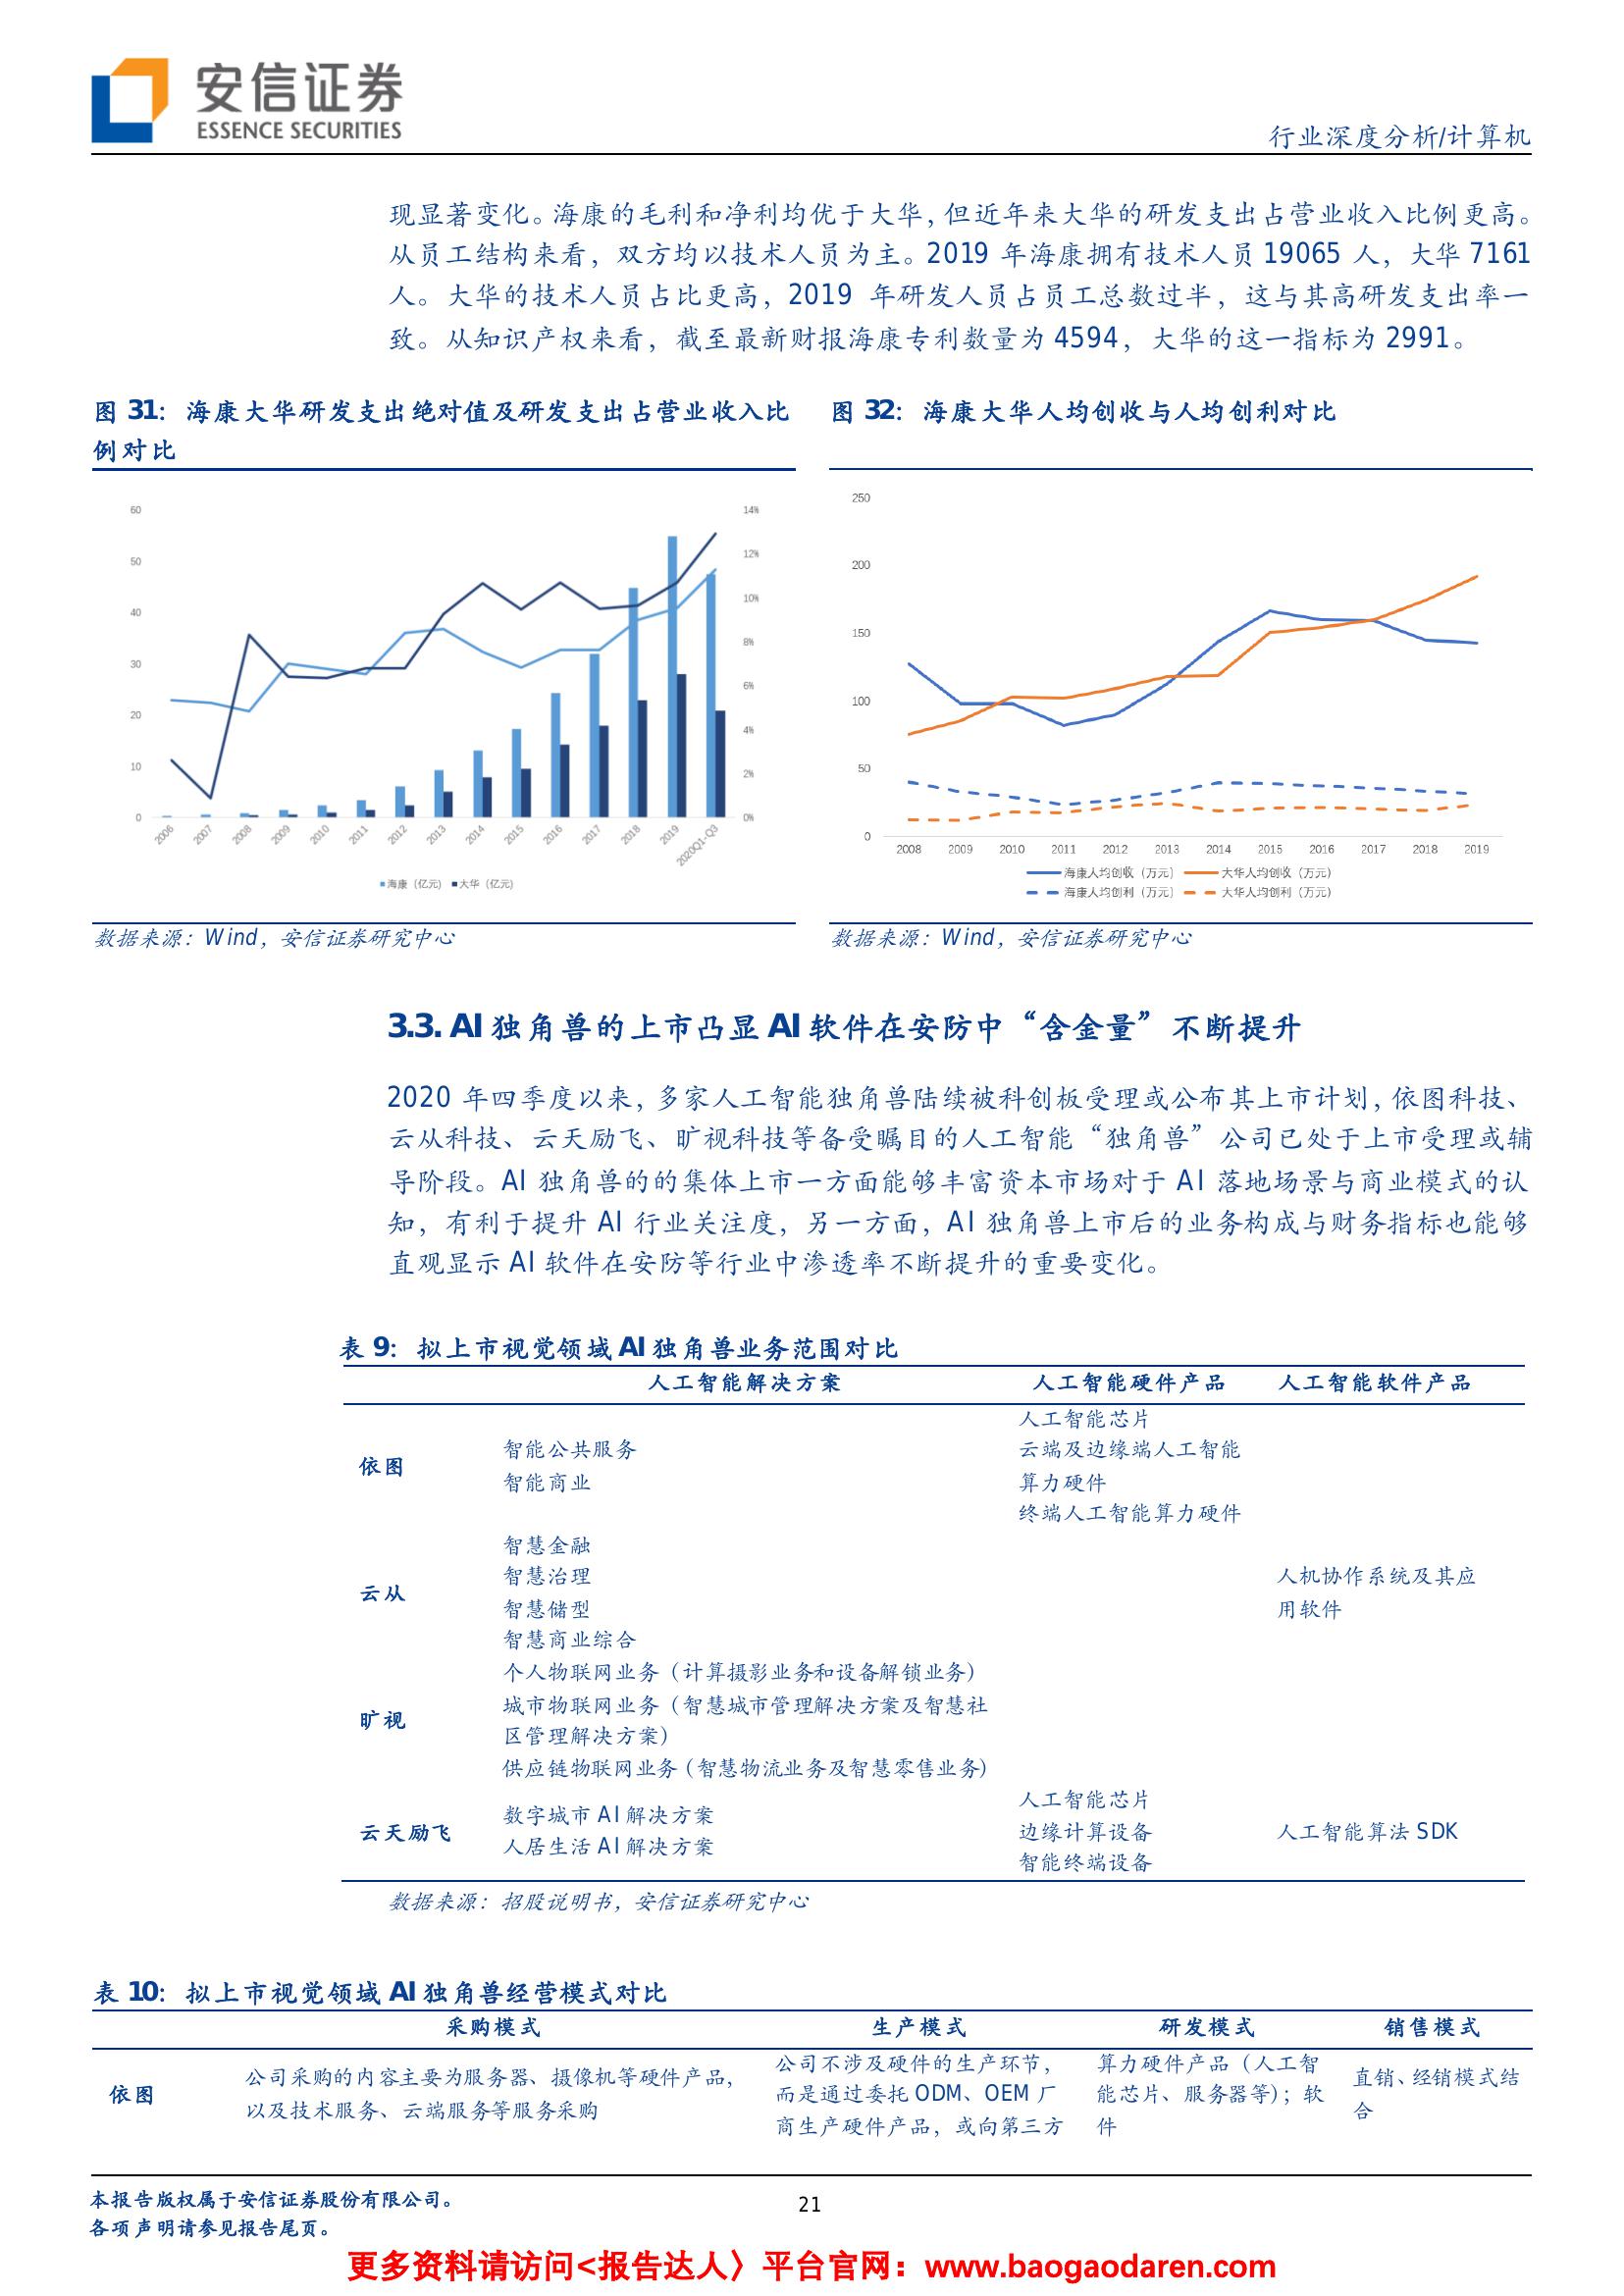 安信证券
ESSENCE SECURITIES
行业深度分析/计算机
现显著变化。海康的毛利和净利均优于大华，但近年来大华的研发支出占营业收入比例更高。
从员工结构来看，双方均以技术人员为主。2019 年海康拥有技术人员 19065 人，大华 7161
人。大华的技术人员占比更高，2019 年研发人员占员工总数过半，这与其高研发支出率一
致。从知识产权来看，截至最新财报海康专利数量为 4594，大华的这一指标为 2991。
图 31：海康大华研发支出绝对值及研发支出占营业收入比
例对比
60
50
40
30
20
10
0
14%
12%
10%
8%
6%
4%
2%
0%
2006 2007 2008 2009 2010 2011 2012 2013 2014 2015 2016 2017 2018 2019 2020Q1-Q3
海康（亿元） 大华（亿元）
数据来源：Wind，安信证券研究中心
图 32：海康大华人均创收与人均创利对比
250
200
150
100
50
0
2008 2009 2010 2011 2012 2013 2014 2015 2016 2017 2018 2019
海康人均创收（万元） 大华人均创收（万元）
海康人均创利（万元） 大华人均创利（万元）
数据来源：Wind，安信证券研究中心
3.3. AI 独角兽的上市凸显 AI 软件在安防中“含金量”不断提升
2020 年四季度以来，多家人工智能独角兽陆续被科创板受理或公布其上市计划，依图科技、
云从科技、云天励飞、旷视科技等备受瞩目的人工智能“独角兽”公司已处于上市受理或辅
导阶段。AI 独角兽的的集体上市一方面能够丰富资本市场对于 AI 落地场景与商业模式的认
知，有利于提升 AI 行业关注度，另一方面，AI 独角兽上市后的业务构成与财务指标也能够
直观显示 AI 软件在安防等行业中渗透率不断提升的重要变化。
表 9：拟上市视觉领域 AI 独角兽业务范围对比
人工智能解决方案 人工智能硬件产品 人工智能软件产品
依图
智能公共服务
智能商业
人工智能芯片
云端及边缘端人工智能
算力硬件
终端人工智能算力硬件
云从
智慧金融
智慧治理
智慧储型
智慧商业综合
人机协作系统及其应
用软件
旷视
个人物联网业务（计算摄影业务和设备解锁业务）
城市物联网业务（智慧城市管理解决方案及智慧社
区管理解决方案）
供应链物联网业务（智慧物流业务及智慧零售业务）
云天励飞
数字城市 AI 解决方案
人居生活 AI 解决方案
人工智能芯片
边缘计算设备
智能终端设备
人工智能算法 SDK
数据来源：招股说明书，安信证券研究中心
表 10：拟上市视觉领域 AI 独角兽经营模式对比
采购模式 生产模式 研发模式 销售模式
依图
公司采购的内容主要为服务器、摄像机等硬件产品，
以及技术服务、云端服务等服务采购
公司不涉及硬件的生产环节，
而是通过委托 ODM、OEM 厂
商生产硬件产品，或向第三方
算力硬件产品（人工智
能芯片、服务器等）；软
件
直销、经销模式结
合
本报告版权属于安信证券股份有限公司。
各项声明请参见报告尾页。
21
更多资料请访问<报告达人〉平台官网：www.baogaodaren.com